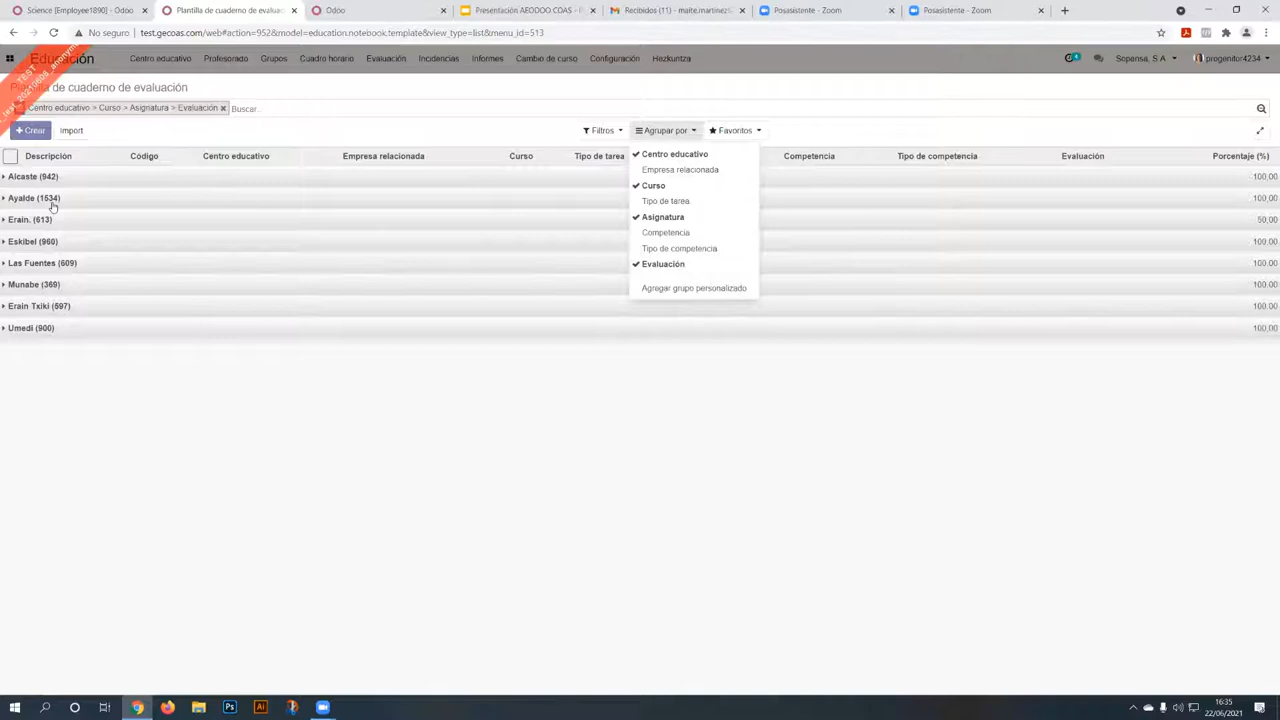 Science [Employee1890] - Odoo
Plantilla de cuaderno de evaluac
Odoo
Presentación AEODOO COAS -
Posasistente - Zoom
Posasistente - Zoom
No seguro
test.gecoas.com/web#action=952&model=education.notebook.template&view_type=list&menu_id=513
TEST
Educación
Centro educativo
Profesorado
Grupos
Cuadro horario
Evaluación
Incidencias
Informes
Cambio de curso
Configuración
Hezkuntza
Sopensa, S.A
progenitor4234
Plantilla de cuaderno de evaluación
Centro educativo > Curso > Asignatura > Evaluación
Buscar...
+ Crear
Import
Filtros
Agrupar por
Favoritos
Descripción
Código
Centro educativo
Empresa relacionada
Curso
Tipo de tarea
Competencia
Tipo de competencia
Evaluación
Porcentaje (%)
Centro educativo
Empresa relacionada
Curso
Tipo de tarea
Asignatura
Competencia
Tipo de competencia
Evaluación
Agregar grupo personalizado
Alcaste (942) 100,00
Ayalde (1534) 100,00
Erain. (613) 50,00
Eskibel (960) 100,00
Las Fuentes (609) 100,00
Munabe (369) 100,00
Erain Txiki (597) 100,00
Umedi (900) 100,00
16:35
22/06/2021